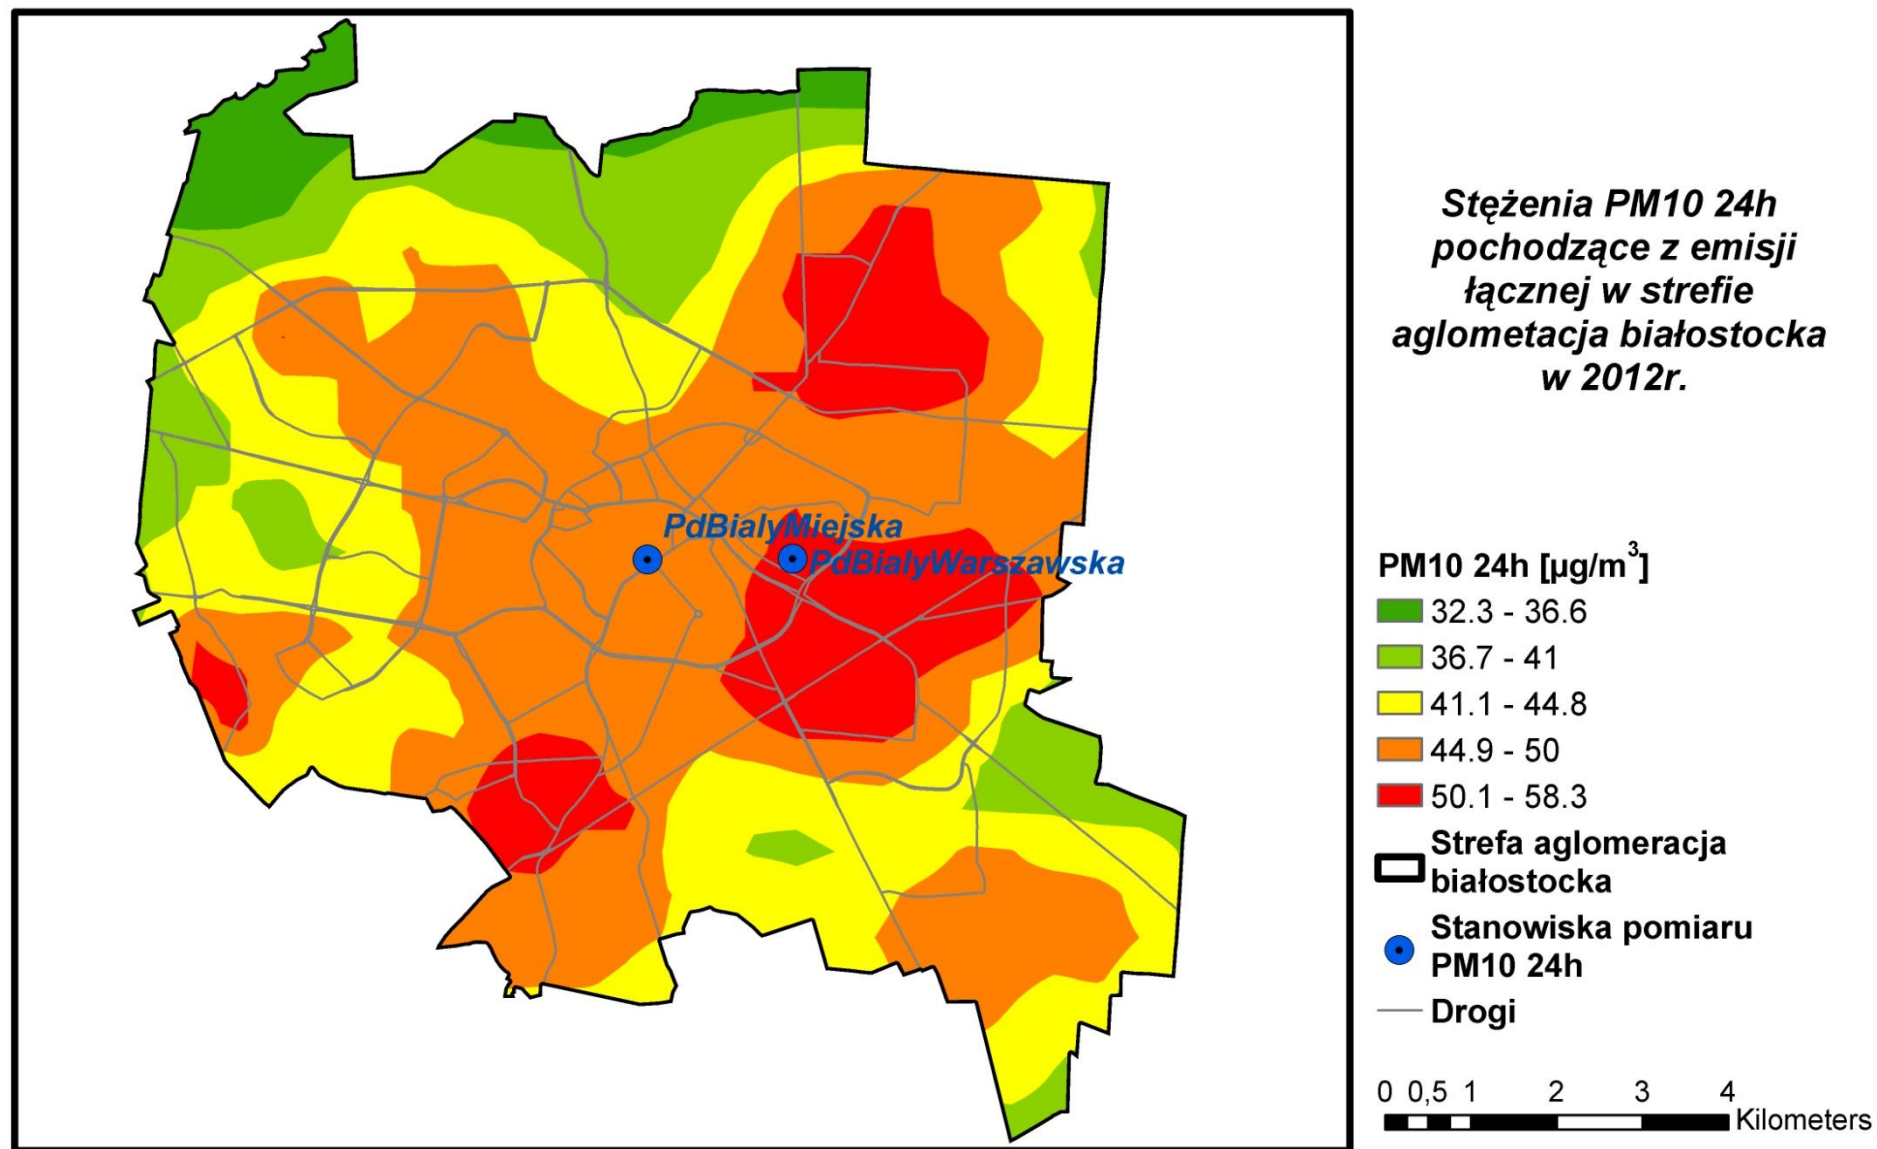 Stężenia PM10 24h
pochodzące z emisji
łącznej w strefie
aglometacja białostocka
w 2012r.
PdBialyMiejska
PdBialyWarszawska
PM10 24h [µg/m³]
32.3 - 36.6
36.7 - 41
41.1 - 44.8
44.9 - 50
50.1 - 58.3
Strefa aglomeracja
białostocka
Stanowiska pomiaru
PM10 24h
Drogi
0 0,5 1 2 3 4
Kilometers